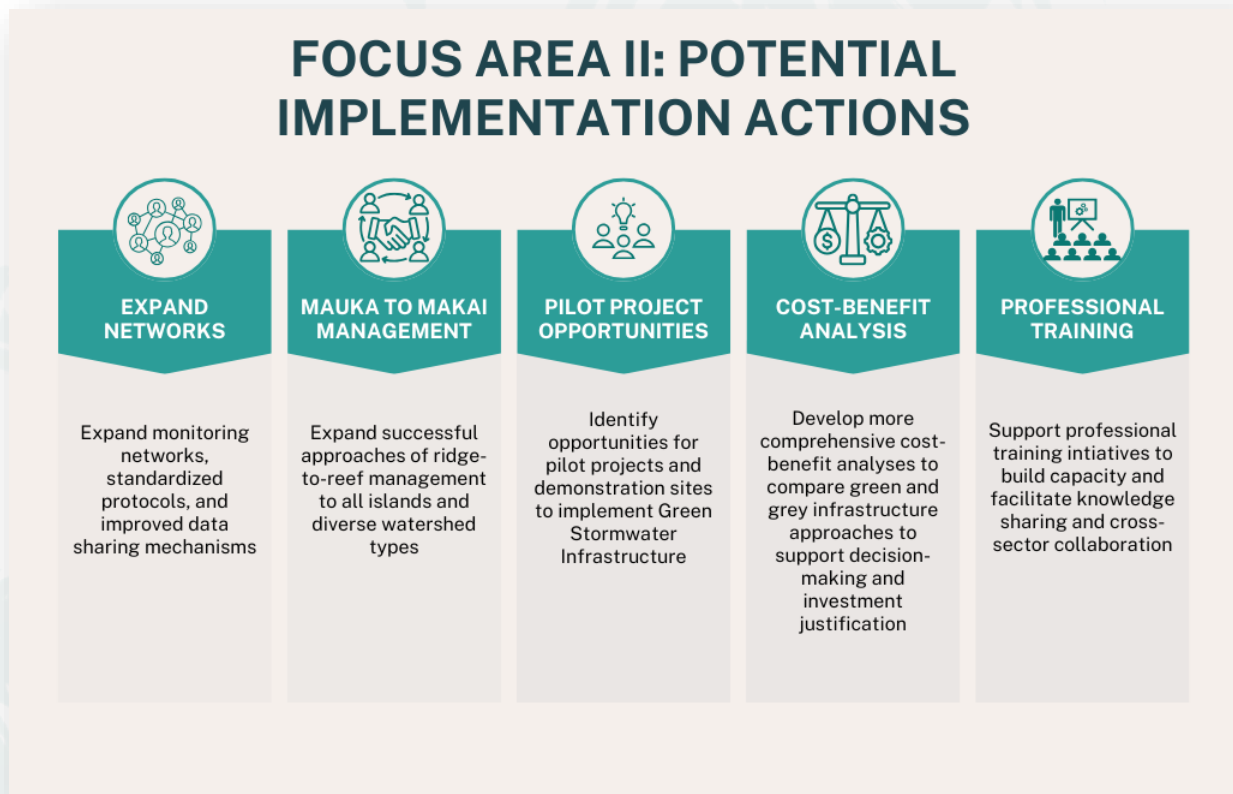 FOCUS AREA II: POTENTIAL
IMPLEMENTATION ACTIONS
EXPAND
NETWORKS
Expand monitoring
networks,
standardized
protocols, and
improved data
sharing mechanisms
MAUKA TO MAKAI
MANAGEMENT
Expand successful
approaches of ridge-
to-reef management
to all islands and
diverse watershed
types
PILOT PROJECT
OPPORTUNITIES
Identify
opportunities for
pilot projects and
demonstration sites
to implement Green
Stormwater
Infrastructure
COST-BENEFIT
ANALYSIS
Develop more
comprehensive cost-
benefit analyses to
compare green and
grey infrastructure
approaches to
support decision-
making and
investment
justification
PROFESSIONAL
TRAINING
Support professional
training intiatives to
build capacity and
facilitate knowledge
sharing and cross-
sector collaboration
$